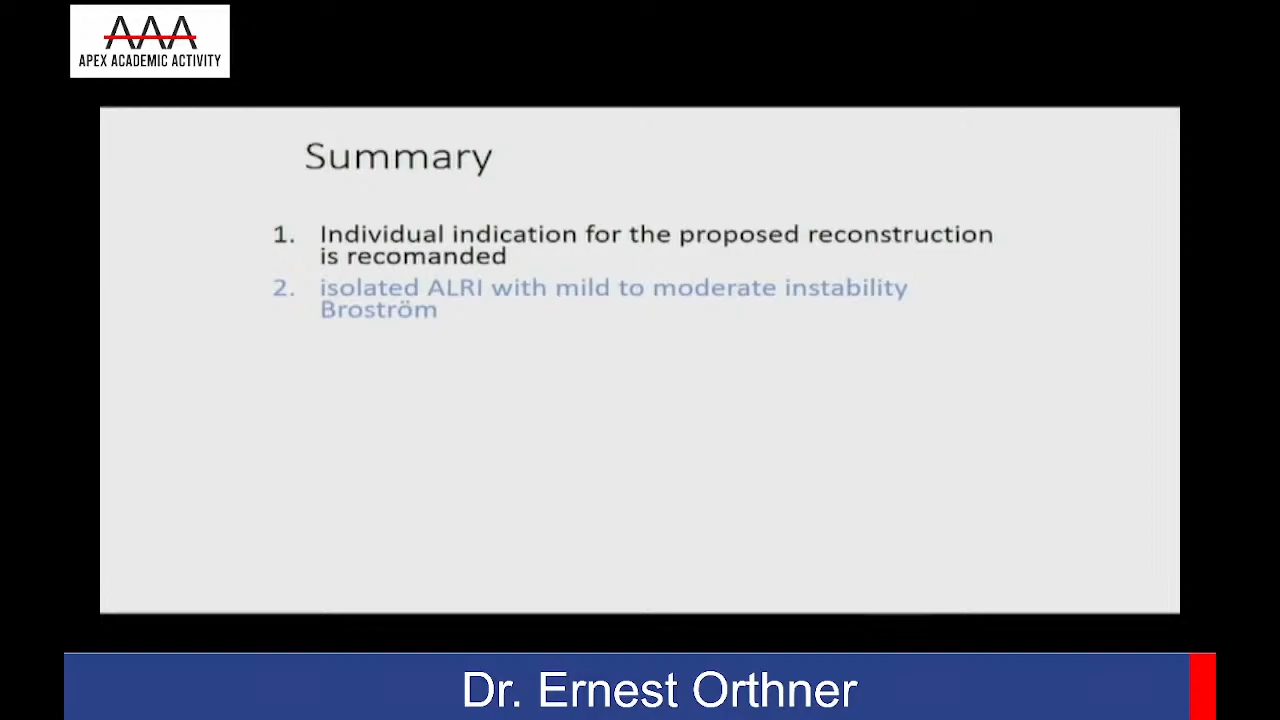 AAA
APEX ACADEMIC ACTIVITY
Summary
1. Individual indication for the proposed reconstruction
is recomanded
2. isolated ALRI with mild to moderate instability
Broström
Dr. Ernest Orthner